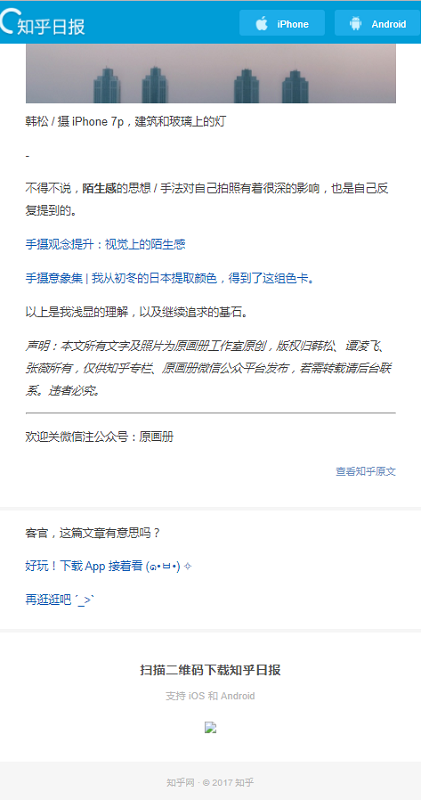 知乎日报
iPhone
Android
韩松 / 摄 iPhone 7p，建筑和玻璃上的灯
-
不得不说，陌生感的思想 / 手法对自己拍照有着很深的影响，也是自己反
复提到的。
手摄观念提升：视觉上的陌生感
手摄意象集 | 我从初冬的日本提取颜色，得到了这组色卡。
以上是我浅显的理解，以及继续追求的基石。
声明：本文所有文字及照片为原画册工作室原创，版权归韩松、谭凌飞、
张薇所有，仅供知乎专栏、原画册微信公众平台发布，若需转载请后台联
系。违者必究。
欢迎关微信注公众号：原画册
查看知乎原文
客官，这篇文章有意思吗？
好玩！下载 App 接着看 (๑•ㅂ•) ✧
再逛逛吧 ´_>`
扫描二维码下载知乎日报
支持 iOS 和 Android
知乎网 · © 2017 知乎